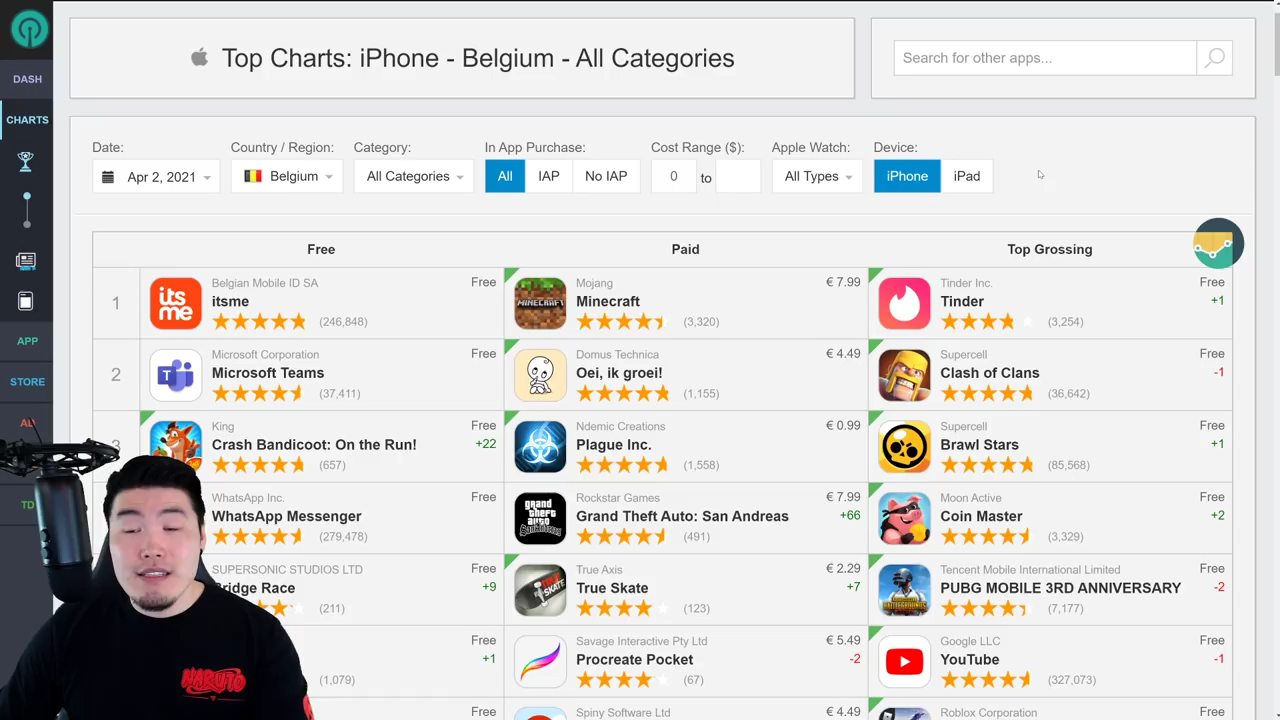 Top Charts: iPhone - Belgium - All Categories
Search for other apps...
DASH
CHARTS
APP
STORE
Date:
Country / Region:
Category:
In App Purchase:
Cost Range ($):
Apple Watch:
Device:
Apr 2, 2021
Belgium
All Categories
All
IAP
No IAP
0
to
All Types
iPhone
iPad
Free
Paid
Top Grossing
1
Belgian Mobile ID SA
Free
its me
itsme
(246,848)
Mojang
€ 7.99
MINECRAFT
Minecraft
(3,320)
Tinder Inc.
Free
Tinder
+1
(3,254)
2
Microsoft Corporation
Free
Microsoft Teams
(37,411)
Domus Technica
€ 4.49
Oei, ik groei!
(1,155)
Supercell
Free
Clash of Clans
-1
(36,642)
3
King
Free
Crash Bandicoot: On the Run!
+22
(657)
Ndemic Creations
€ 0.99
Plague Inc.
(1,558)
Supercell
Free
Brawl Stars
+1
(85,568)
WhatsApp Inc.
Free
WhatsApp Messenger
(279,478)
Rockstar Games
€ 7.99
grand theft auto
Grand Theft Auto: San Andreas
+66
(491)
Moon Active
Free
Coin Master
+2
(3,329)
SUPERSONIC STUDIOS LTD
Free
ridge Race
+9
(211)
True Axis
€ 2.29
True Skate
+7
(123)
Tencent Mobile International Limited
Free
PUBG MOBILE 3RD ANNIVERSARY
-2
(7,177)
Free
+1
(1,079)
Savage Interactive Pty Ltd
€ 5.49
Procreate Pocket
-2
(67)
Google LLC
Free
YouTube
-1
(327,073)
Free
Spiny Software Ltd
€ 4.49
Roblox Corporation
Free
NARUTO